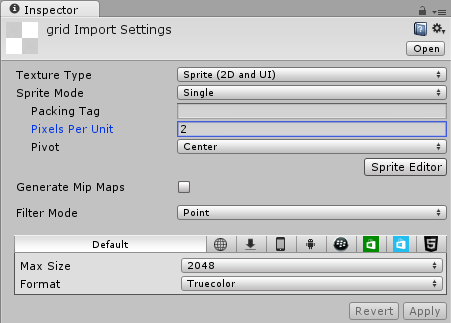 Inspector
grid Import Settings
Open
Texture Type Sprite (2D and UI)
Sprite Mode Single
Packing Tag
Pixels Per Unit 2
Pivot Center
Sprite Editor
Generate Mip Maps
Filter Mode Point
Default
Max Size 2048
Format Truecolor
Revert Apply